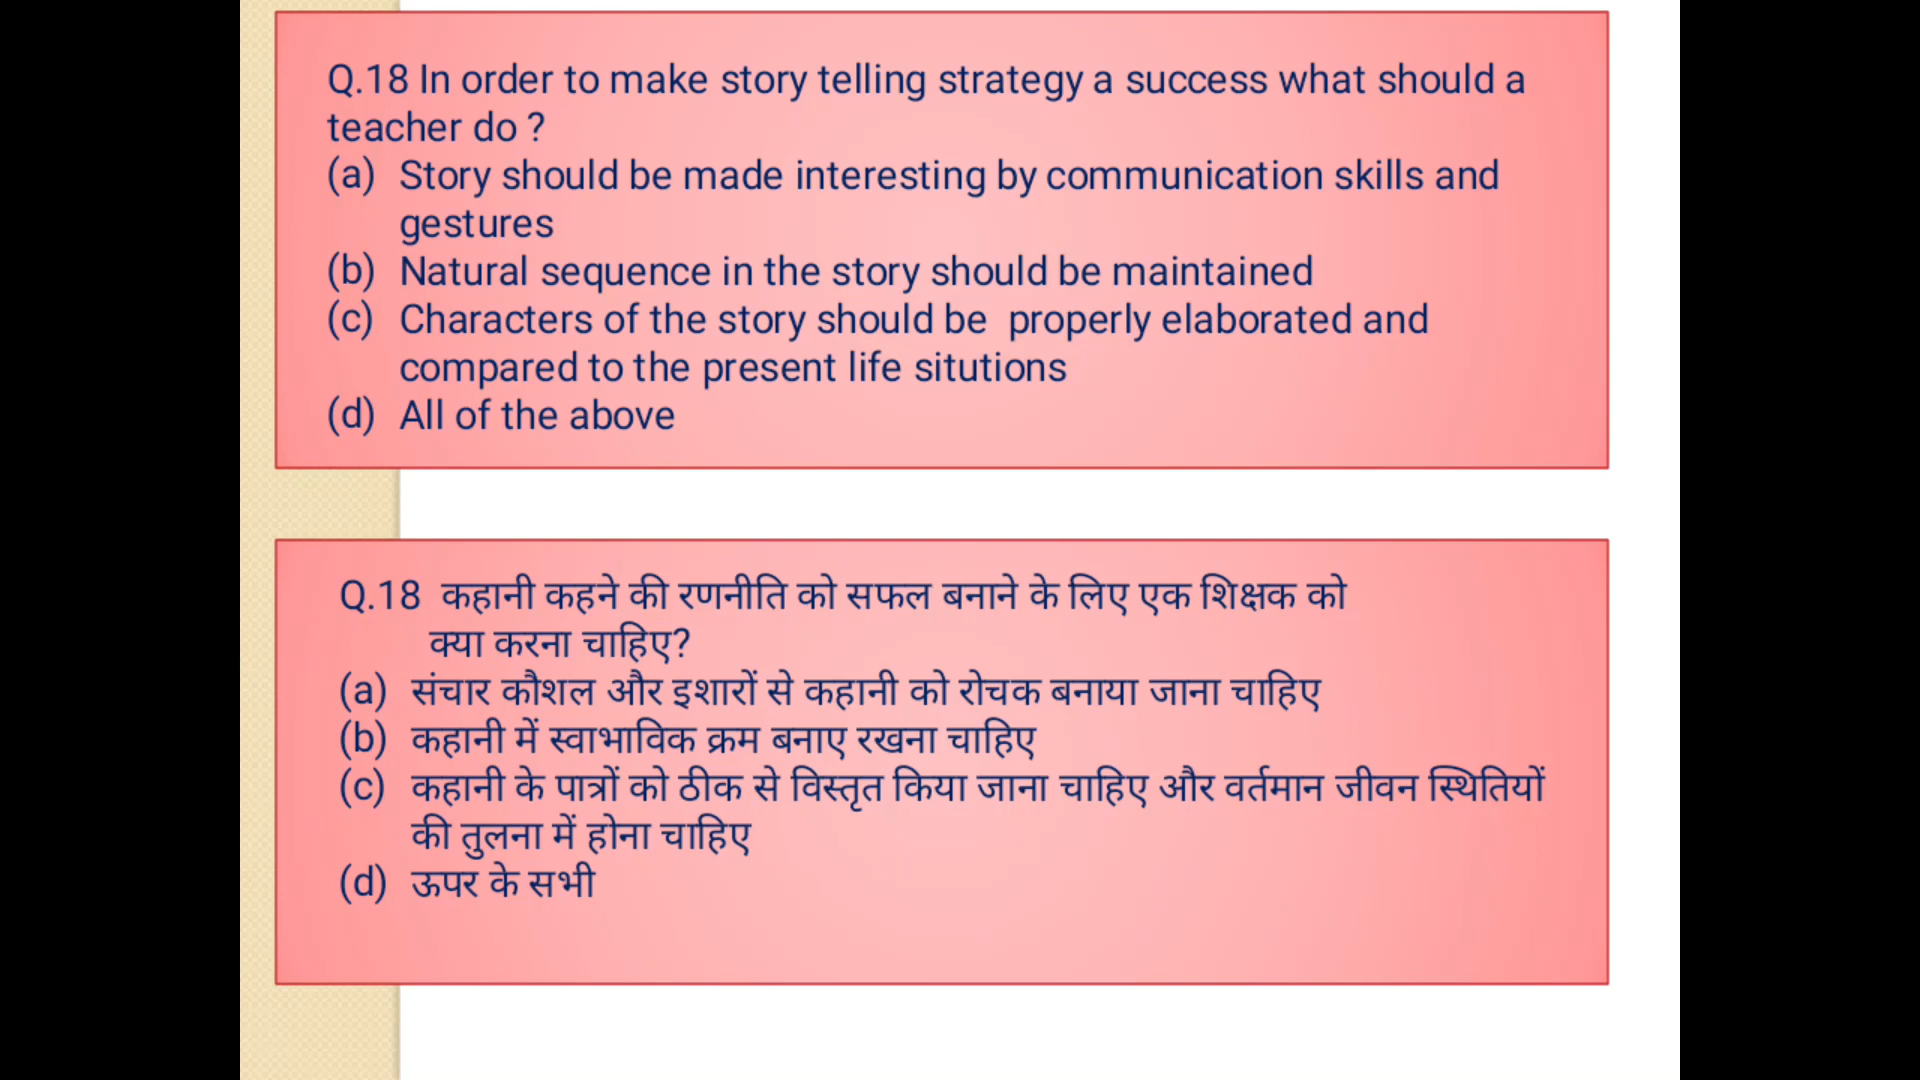 Q.18 In order to make story telling strategy a success what should a
teacher do ?
(a) Story should be made interesting by communication skills and
gestures
(b) Natural sequence in the story should be maintained
(c) Characters of the story should be properly elaborated and
compared to the present life situtions
(d) All of the above
Q.18 कहानी कहने की रणनीति को सफल बनाने के लिए एक शिक्षक को
क्या करना चाहिए?
(a) संचार कौशल और इशारों से कहानी को रोचक बनाया जाना चाहिए
(b) कहानी में स्वाभाविक क्रम बनाए रखना चाहिए
(c) कहानी के पात्रों को ठीक से विस्तृत किया जाना चाहिए और वर्तमान जीवन स्थितियों
की तुलना में होना चाहिए
(d) ऊपर के सभी